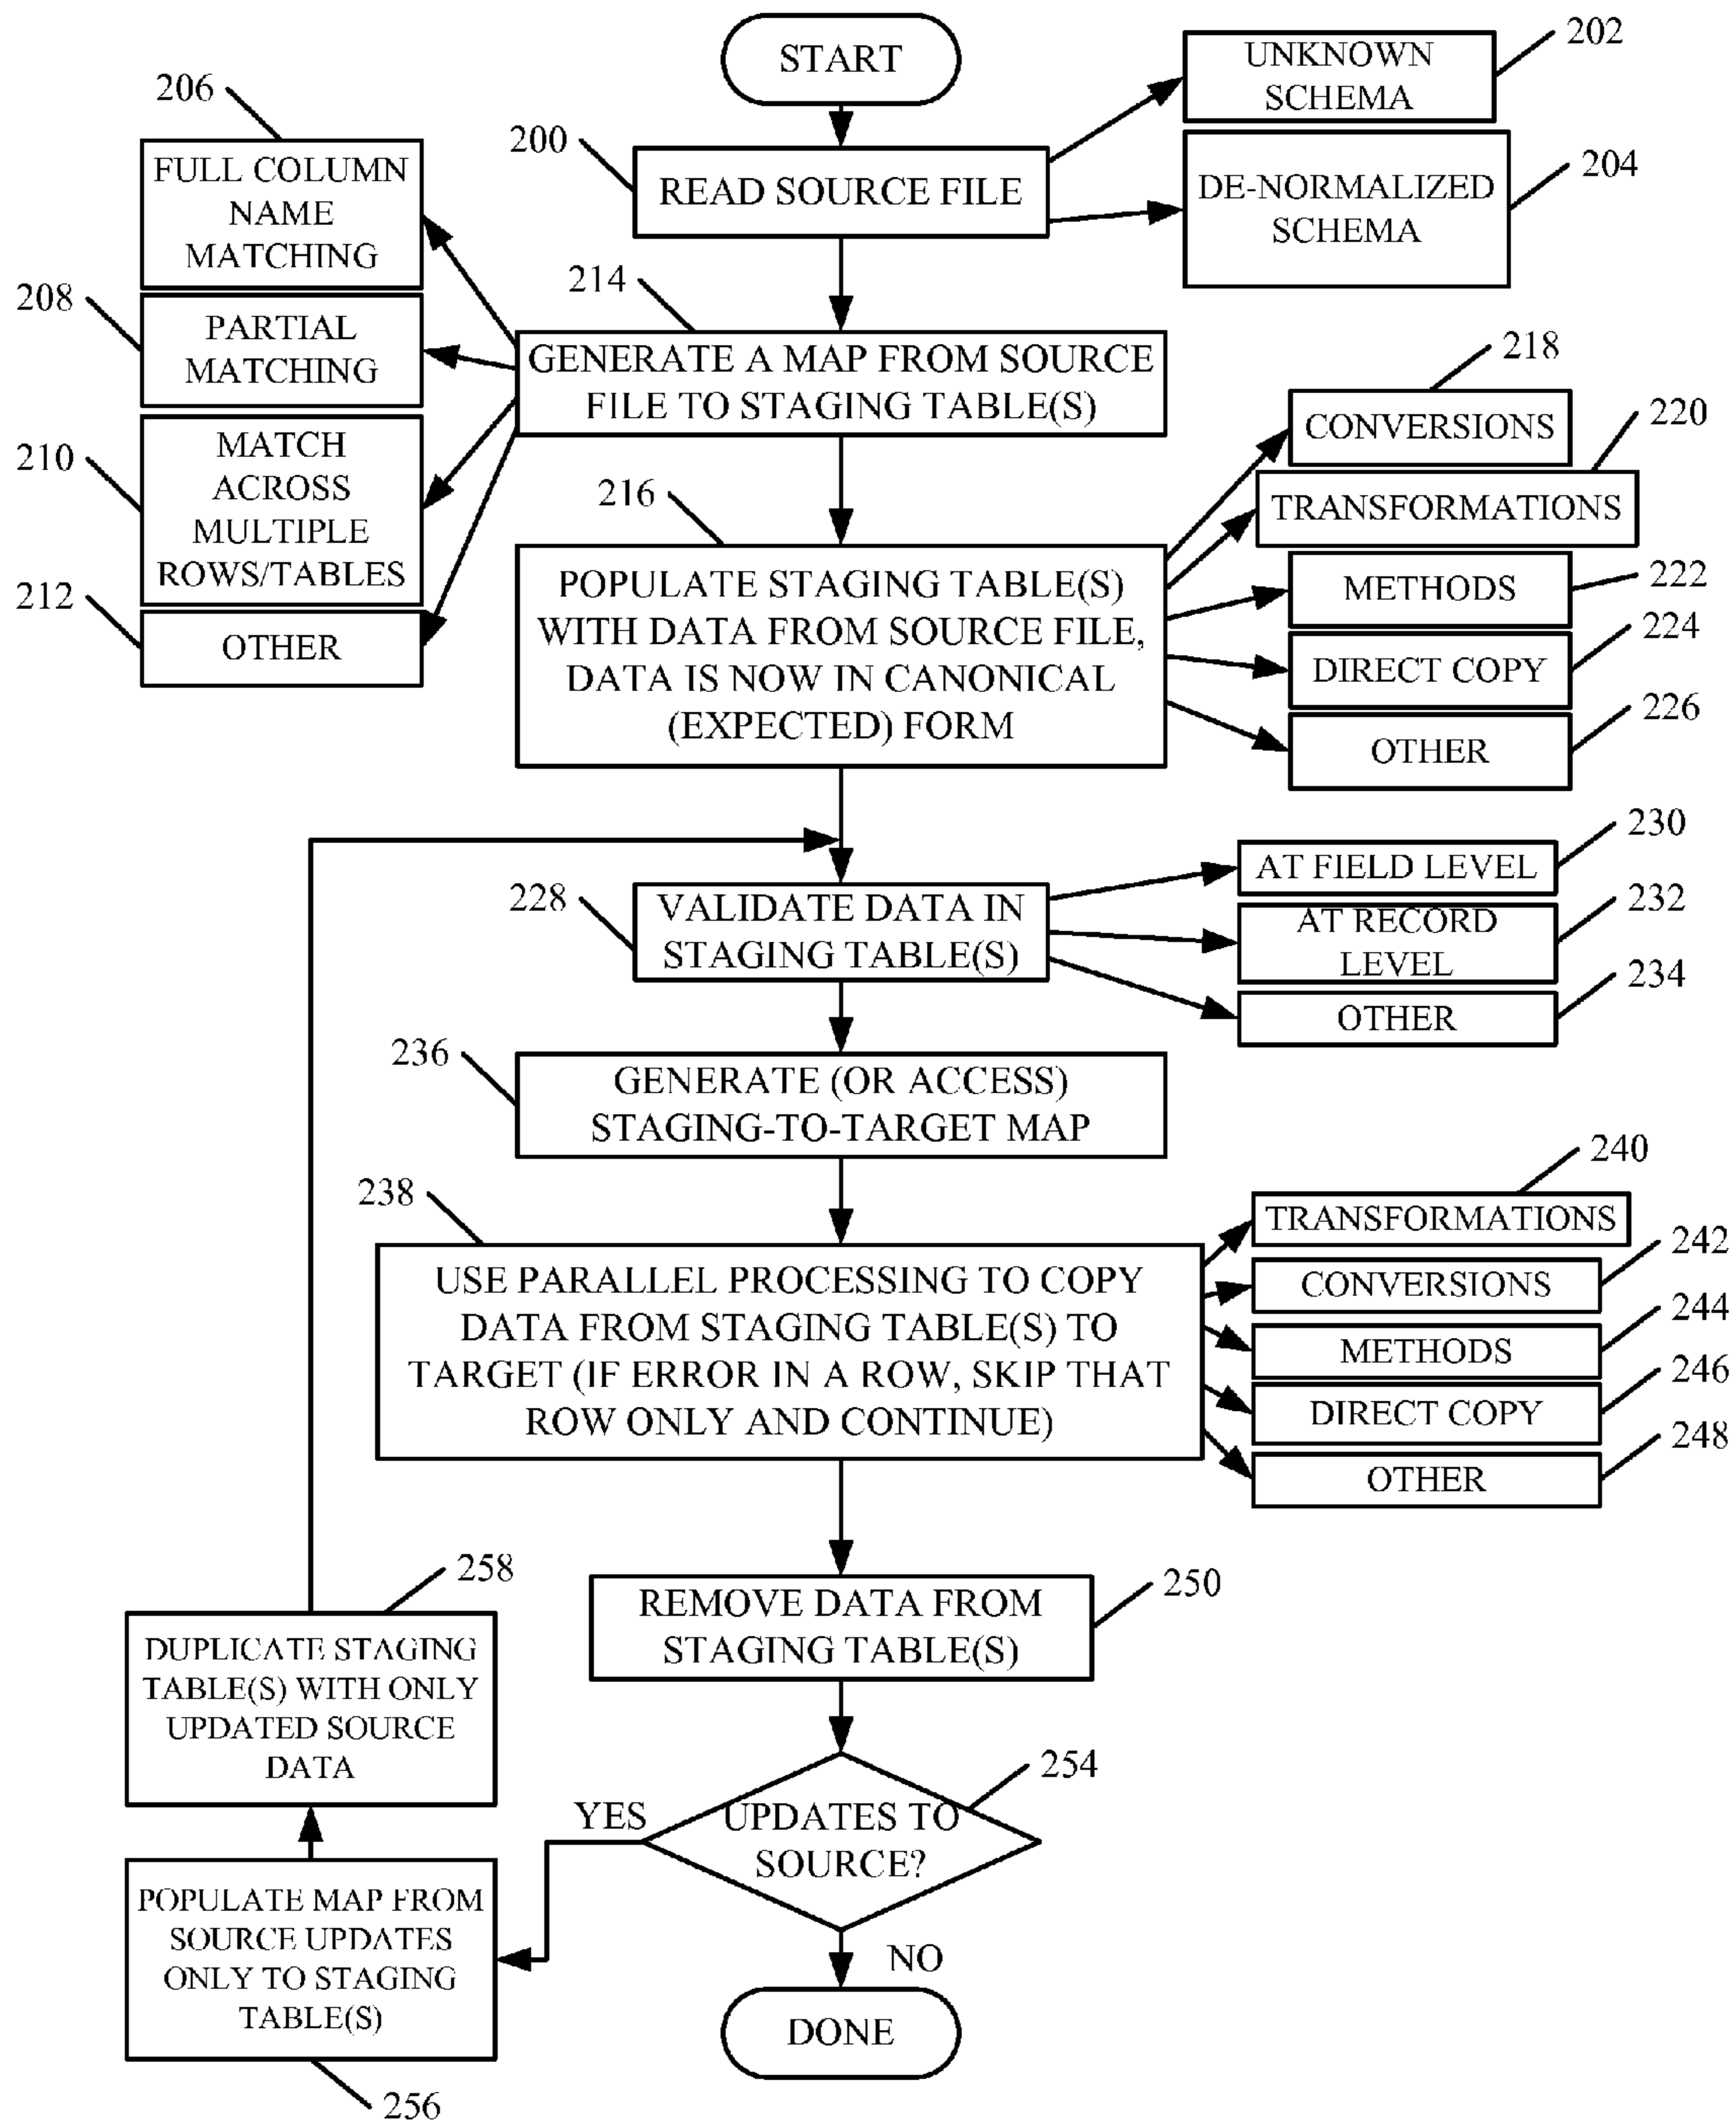 START
200
READ SOURCE FILE
UNKNOWN
SCHEMA
202
DE-NORMALIZED
SCHEMA
204
206
FULL COLUMN
NAME
MATCHING
208
PARTIAL
MATCHING
210
MATCH
ACROSS
MULTIPLE
ROWS/TABLES
212
OTHER
214
GENERATE A MAP FROM SOURCE
FILE TO STAGING TABLE(S)
216
POPULATE STAGING TABLE(S)
WITH DATA FROM SOURCE FILE,
DATA IS NOW IN CANONICAL
(EXPECTED) FORM
218
CONVERSIONS
220
TRANSFORMATIONS
METHODS
222
DIRECT COPY
224
OTHER
226
228
VALIDATE DATA IN
STAGING TABLE(S)
AT FIELD LEVEL
230
AT RECORD
LEVEL
232
OTHER
234
236
GENERATE (OR ACCESS)
STAGING-TO-TARGET MAP
238
USE PARALLEL PROCESSING TO COPY
DATA FROM STAGING TABLE(S) TO
TARGET (IF ERROR IN A ROW, SKIP THAT
ROW ONLY AND CONTINUE)
240
TRANSFORMATIONS
CONVERSIONS
242
METHODS
244
DIRECT COPY
246
OTHER
248
REMOVE DATA FROM
STAGING TABLE(S)
250
UPDATES TO
SOURCE?
254
YES
NO
DONE
258
DUPLICATE STAGING
TABLE(S) WITH ONLY
UPDATED SOURCE
DATA
POPULATE MAP FROM
SOURCE UPDATES
ONLY TO STAGING
TABLE(S)
256